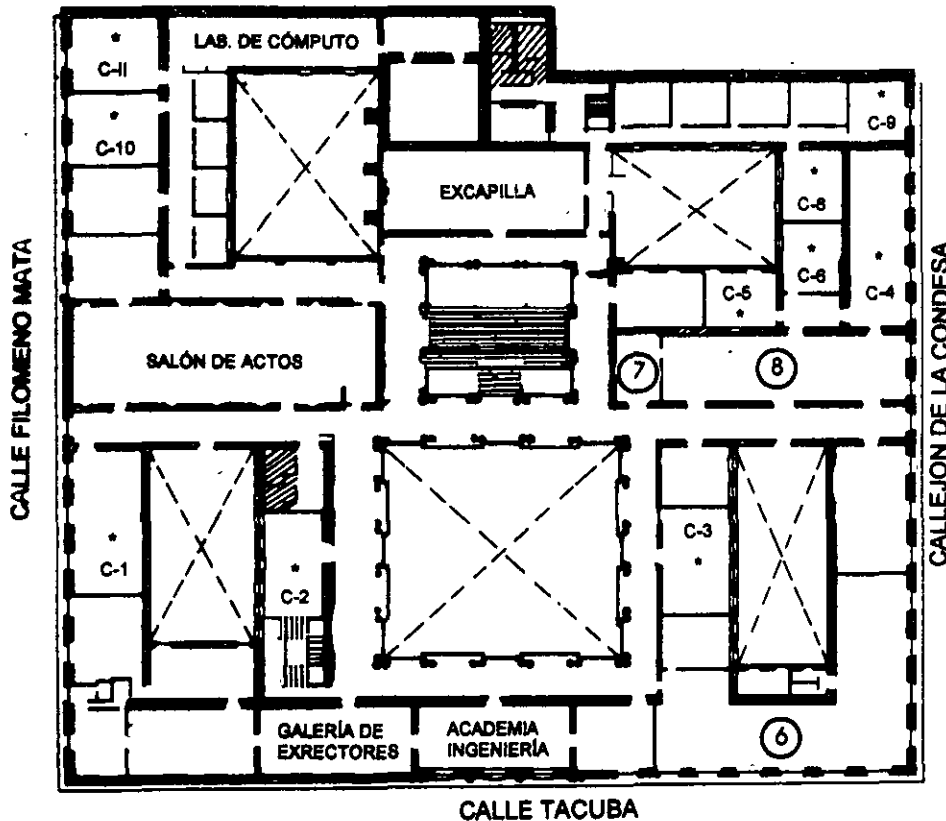 LAB. DE CÓMPUTO
*
C-11
*
C-10
*
C-9
EXCAPILLA
*
C-8
*
C-6
*
C-4
C-5
*
SALÓN DE ACTOS
7
8
CALLE FILOMENO MATA
CALLEJON DE LA CONDESA
*
C-1
*
C-2
C-3
*
GALERÍA DE
EXRECTORES
ACADEMIA
INGENIERÍA
6
CALLE TACUBA